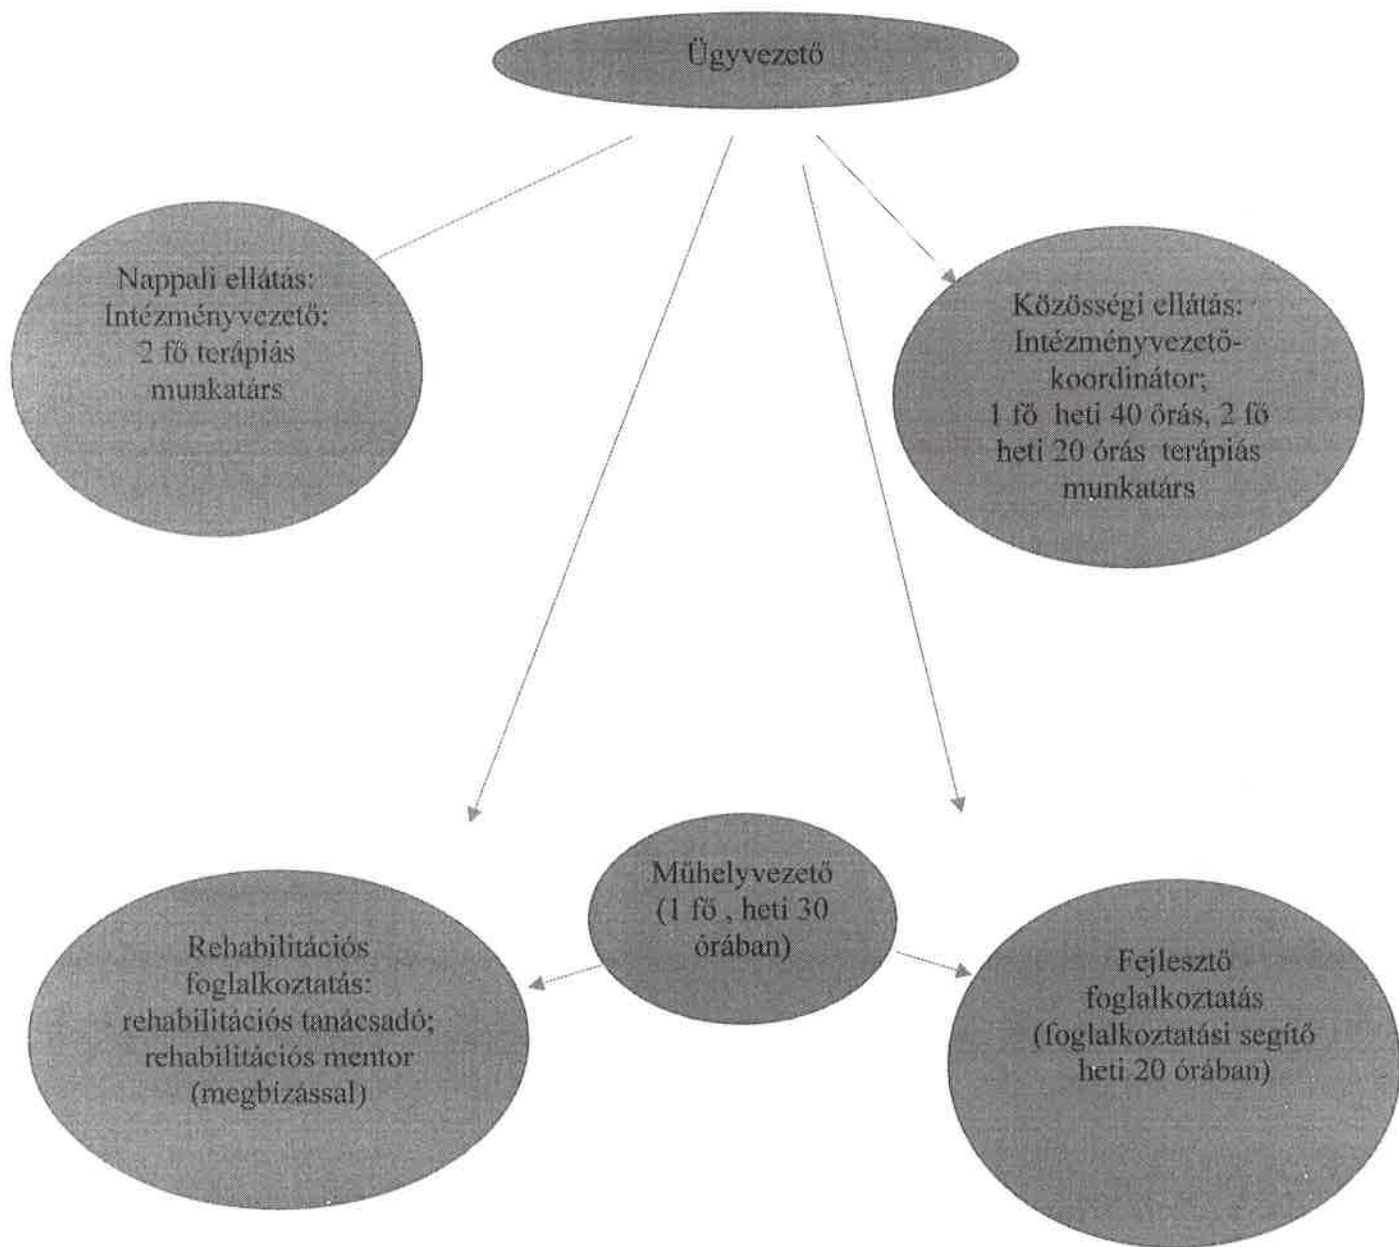 Ügyvezető
Nappali ellátás:
Intézményvezető;
2 fő terápiás
munkatárs
Közösségi ellátás:
Intézményvezető-
koordinátor;
1 fő heti 40 órás, 2 fő
heti 20 órás terápiás
munkatárs
Műhelyvezető
(1 fő , heti 30
órában)
Rehabilitációs
foglalkoztatás:
rehabilitációs tanácsadó;
rehabilitációs mentor
(megbízással)
Fejlesztő
foglalkoztatás
(foglalkoztatási segítő
heti 20 órában)